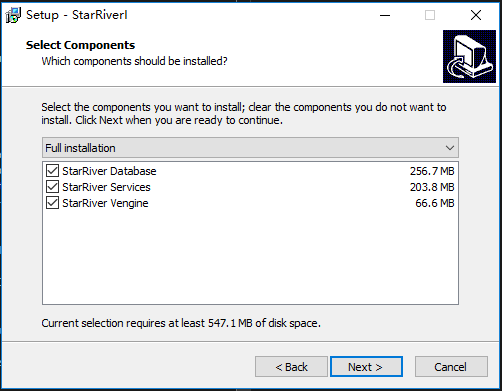 Setup - StarRiverI
Select Components
Which components should be installed?
Select the components you want to install; clear the components you do not want to
install. Click Next when you are ready to continue.
Full installation
StarRiver Database 256.7 MB
StarRiver Services 203.8 MB
StarRiver Vengine 66.6 MB
Current selection requires at least 547.1 MB of disk space.
< Back Next > Cancel